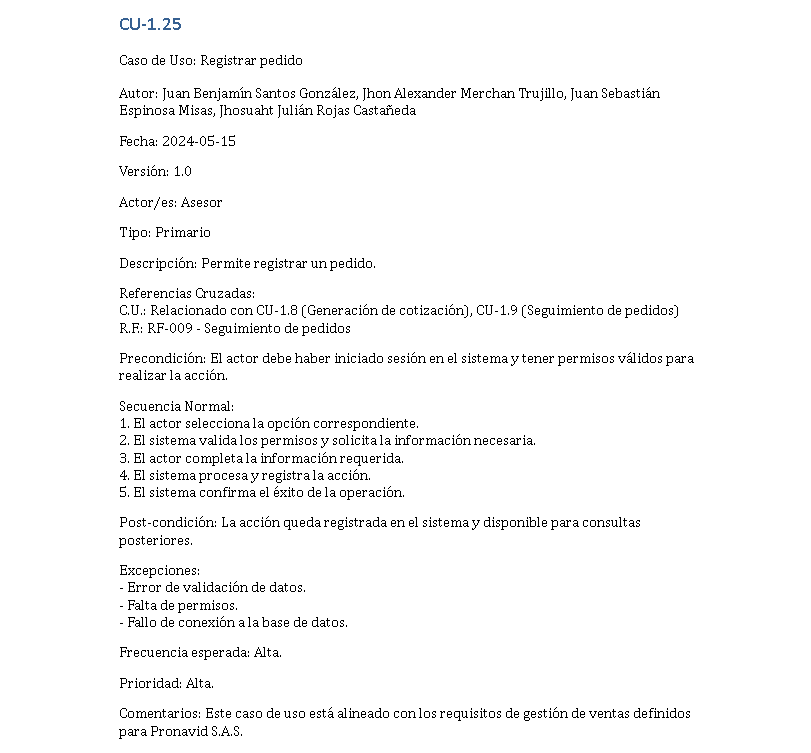 CU-1.25
Caso de Uso: Registrar pedido
Autor: Juan Benjamín Santos González, Jhon Alexander Merchan Trujillo, Juan Sebastián
Espinosa Misas, Jhosuaht Julián Rojas Castañeda
Fecha: 2024-05-15
Versión: 1.0
Actor/es: Asesor
Tipo: Primario
Descripción: Permite registrar un pedido.
Referencias Cruzadas:
C.U.: Relacionado con CU-1.8 (Generación de cotización), CU-1.9 (Seguimiento de pedidos)
R.F.: RF-009 - Seguimiento de pedidos
Precondición: El actor debe haber iniciado sesión en el sistema y tener permisos válidos para
realizar la acción.
Secuencia Normal:
1. El actor selecciona la opción correspondiente.
2. El sistema valida los permisos y solicita la información necesaria.
3. El actor completa la información requerida.
4. El sistema procesa y registra la acción.
5. El sistema confirma el éxito de la operación.
Post-condición: La acción queda registrada en el sistema y disponible para consultas
posteriores.
Excepciones:
- Error de validación de datos.
- Falta de permisos.
- Fallo de conexión a la base de datos.
Frecuencia esperada: Alta.
Prioridad: Alta.
Comentarios: Este caso de uso está alineado con los requisitos de gestión de ventas definidos
para Pronavid S.A.S.